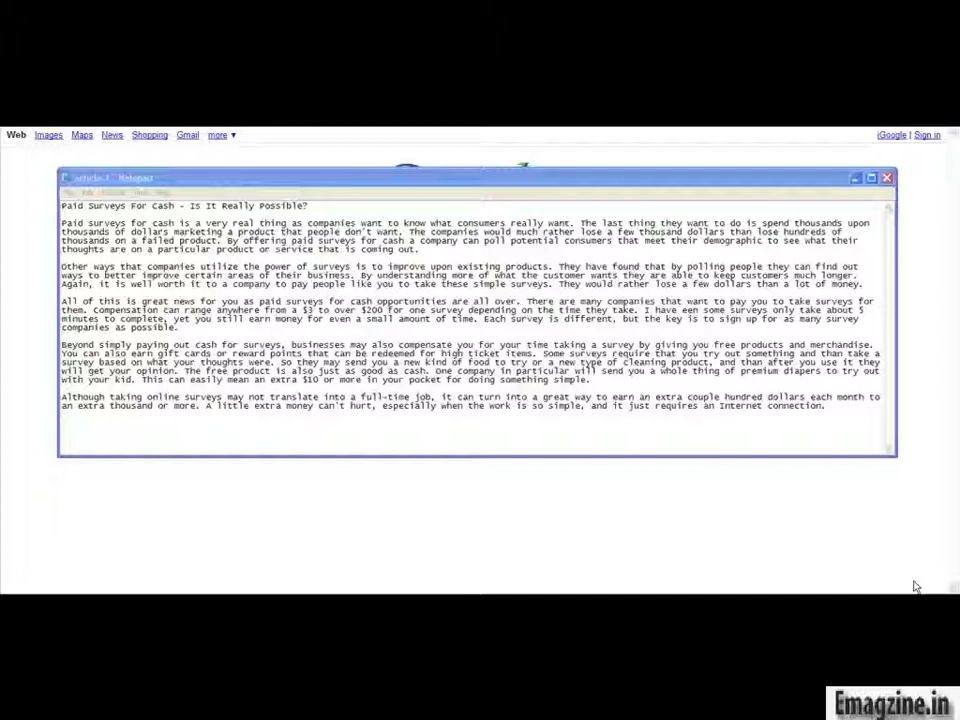 Web Images Maps News Shopping Gmail more ▼
iGoogle | Sign in
Paid Surveys For Cash - Is It Really Possible?
Paid surveys for cash is a very real thing as companies want to know what consumers really want. The last thing they want to do is spend thousands upon
thousands of dollars marketing a product that people don't want. The companies would much rather lose a few thousand dollars than lose hundreds of
thousands on a failed product. By offering paid surveys for cash a company can poll potential consumers that meet their demographic to see what their
thoughts are on a particular product or service that is coming out.
Other ways that companies utilize the power of surveys is to improve upon existing products. They have found that by polling people they can find out
ways to better improve certain areas of their business. By understanding more of what the customer wants they are able to keep customers much longer.
Again, it is well worth it to a company to pay people like you to take these simple surveys. They would rather lose a few dollars than a lot of money.
All of this is great news for you as paid surveys for cash opportunities are all over. There are many companies that want to pay you to take surveys for
them. Compensation can range anywhere from a $3 to over $200 for one survey depending on the time they take. I have een some surveys only take about 5
minutes to complete, yet you still earn money for even a small amount of time. Each survey is different, but the key is to sign up for as many survey
companies as possible.
Beyond simply paying out cash for surveys, businesses may also compensate you for your time taking a survey by giving you free products and merchandise.
You can also earn gift cards or reward points that can be redeemed for high ticket items. Some surveys require that you try out something and than take a
survey based on what your thoughts were. So they may send you a new kind of food to try or a new type of cleaning product, and than after you use it they
will get your opinion. The free product is also just as good as cash. One company in particular will send you a whole thing of premium diapers to try out
with your kid. This can easily mean an extra $10 or more in your pocket for doing something simple.
Although taking online surveys may not translate into a full-time job, it can turn into a great way to earn an extra couple hundred dollars each month to
an extra thousand or more. A little extra money can't hurt, especially when the work is so simple, and it just requires an Internet connection.
Emagzine.in